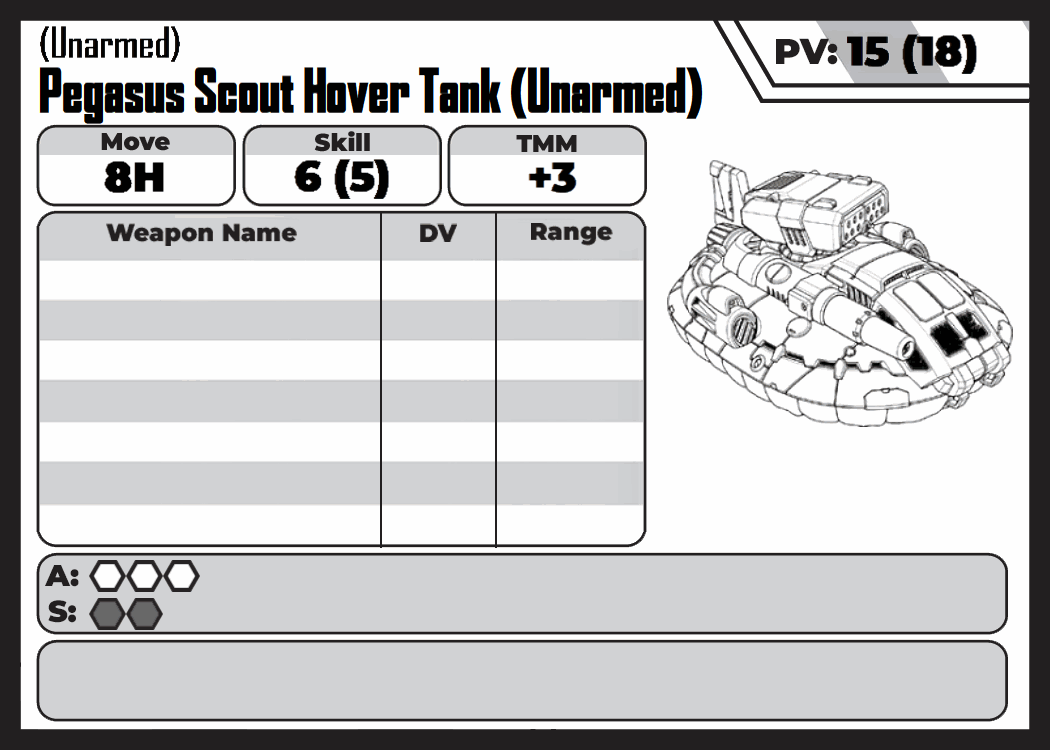 (Unarmed)
Pegasus Scout Hover Tank (Unarmed)
PV: 15 (18)
Move Skill TMM
8H 6 (5) +3
Weapon Name DV Range
A:
S: